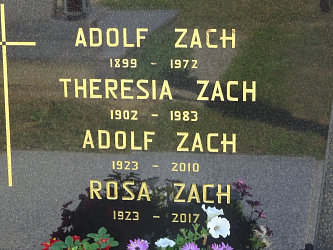 ADOLF ZACH
1899 - 1972
THERESIA ZACH
1902 - 1983
ADOLF ZACH
1923 - 2010
ROSA ZACH
1923 - 2017